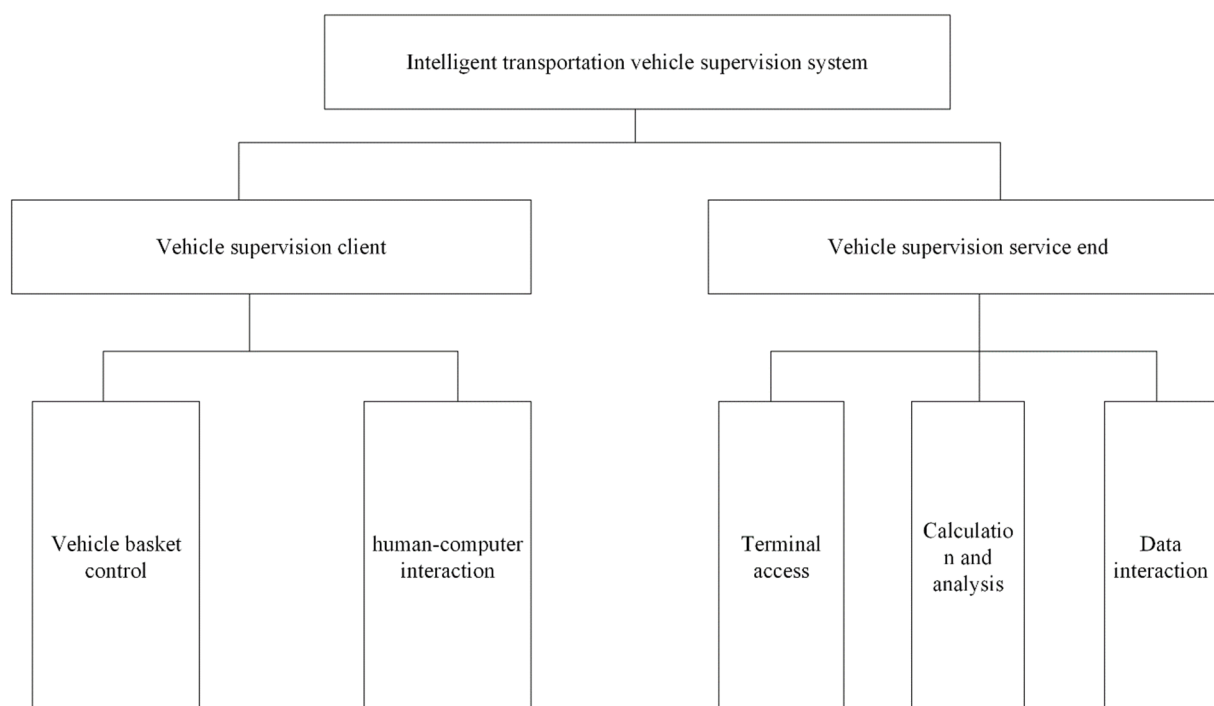 Intelligent transportation vehicle supervision system
Vehicle supervision client
Vehicle supervision service end
Vehicle basket
control
human-computer
interaction
Terminal
access
Calculatio
n and
analysis
Data
interaction